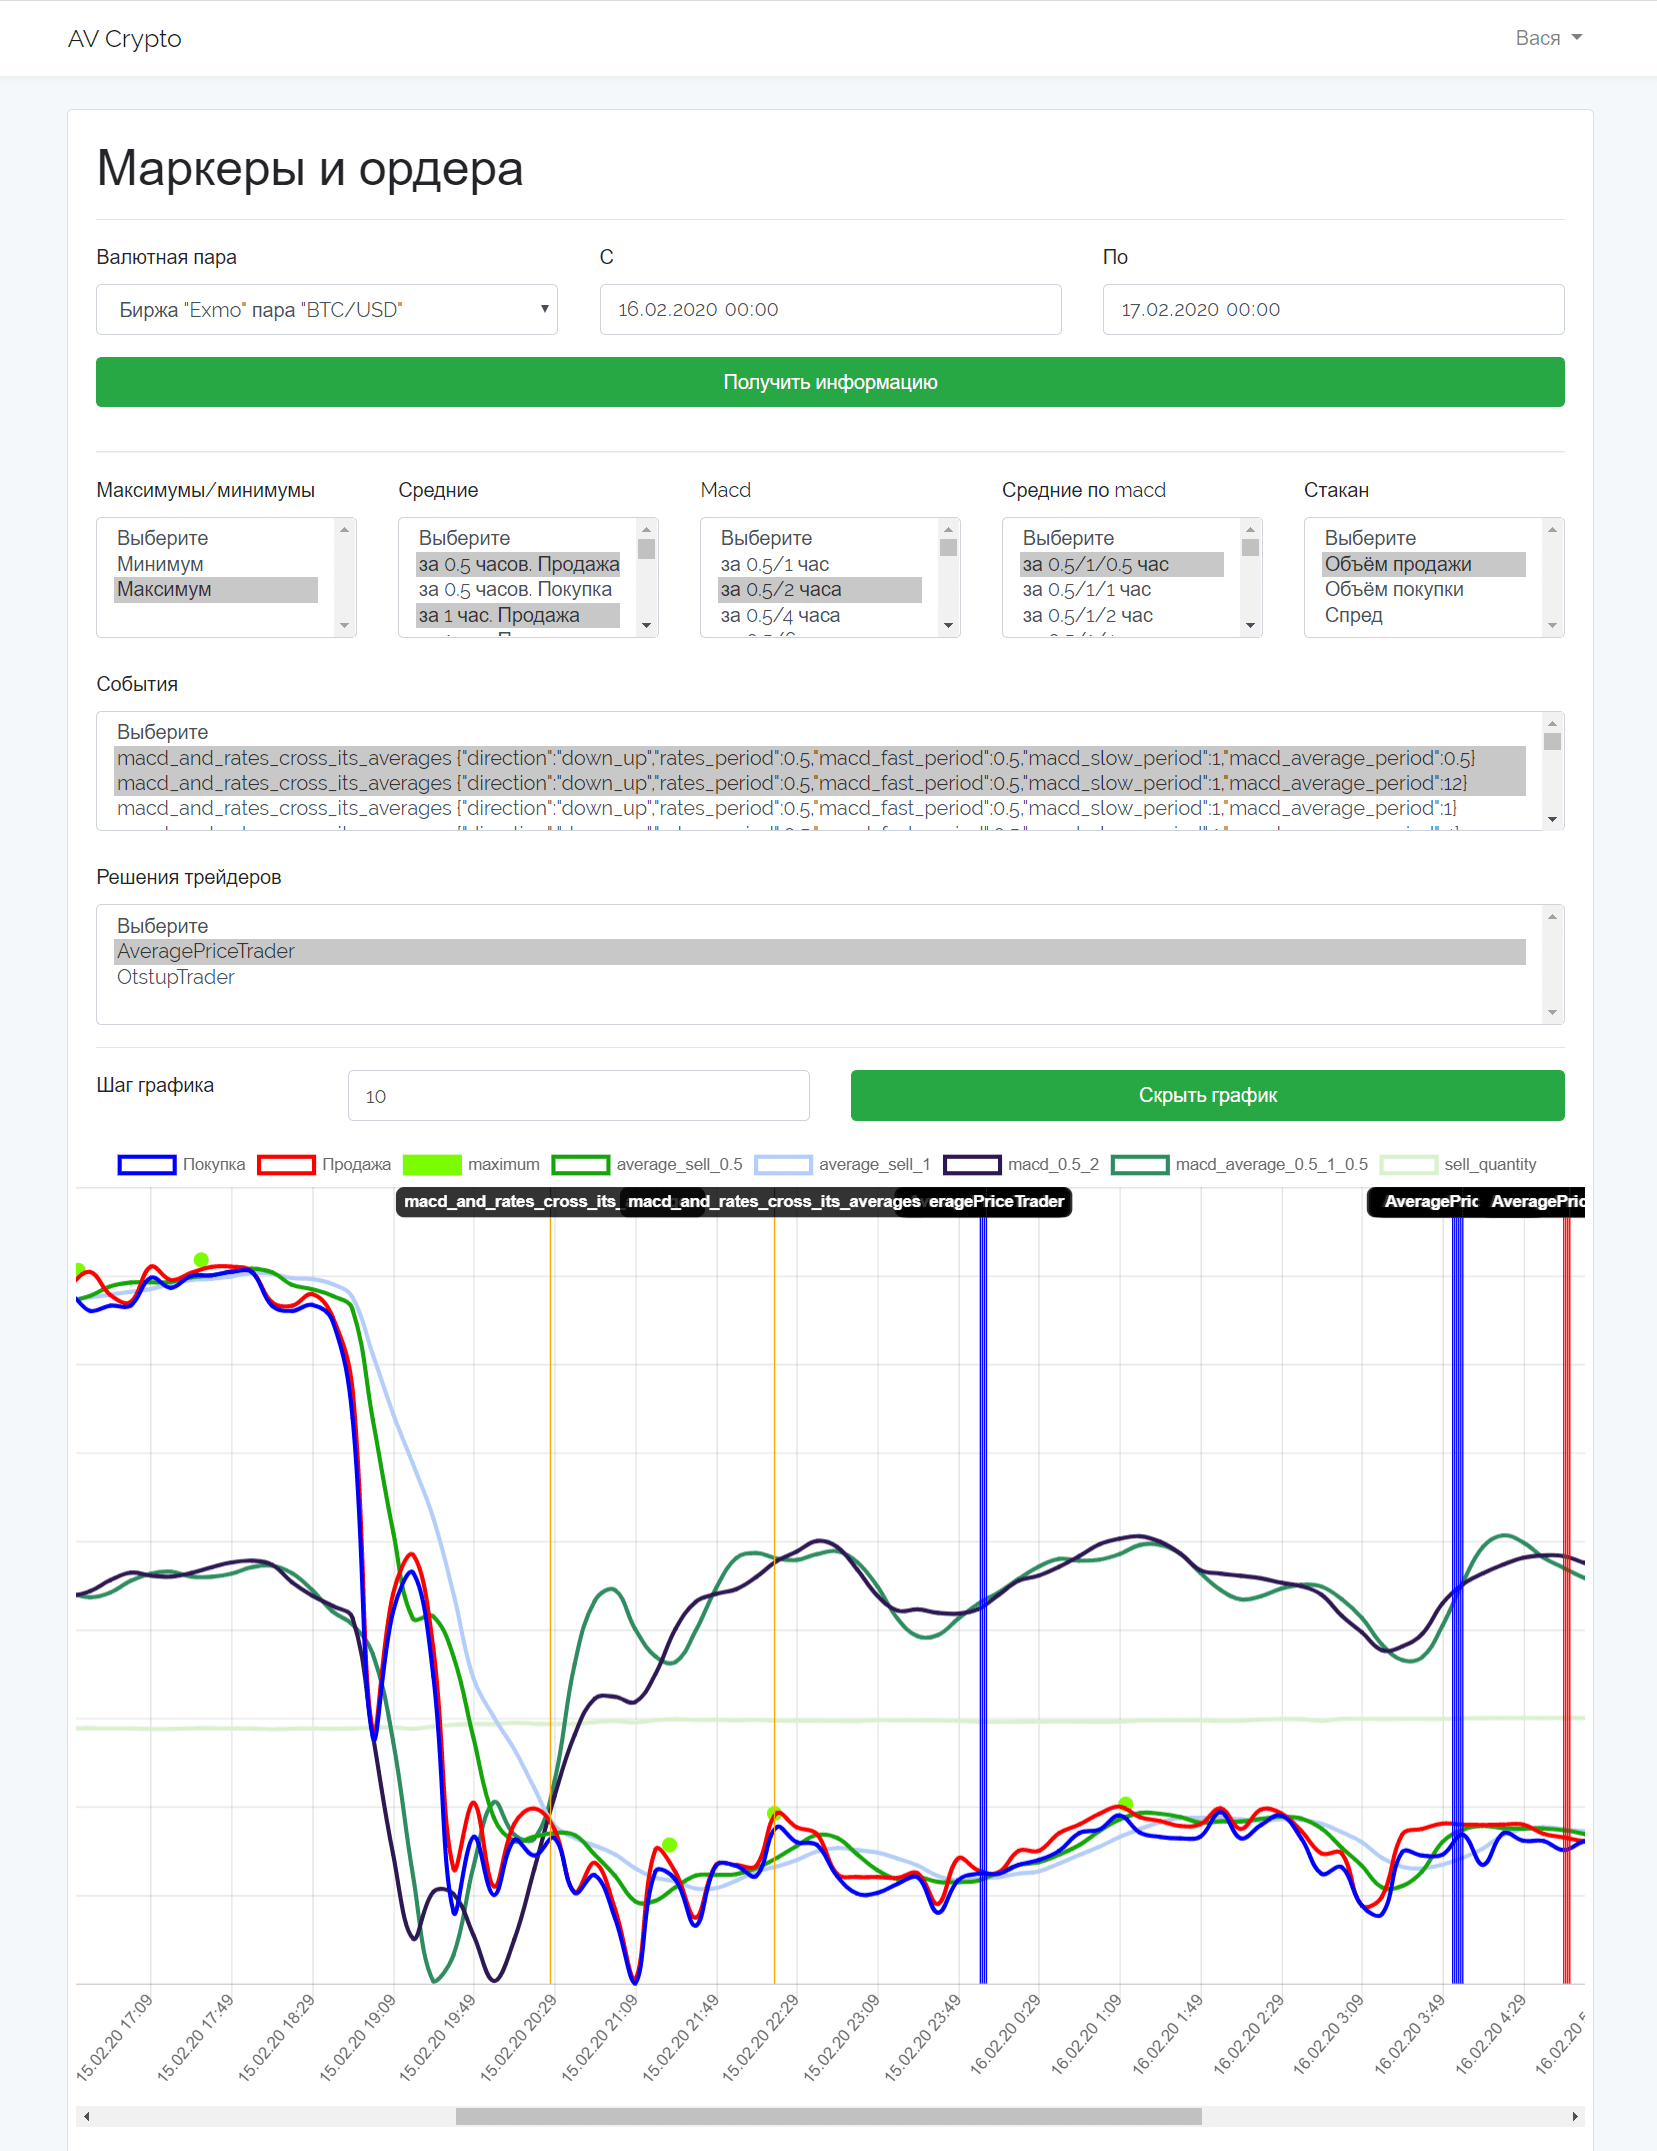 AV Crypto
Вася
Маркеры и ордера
Валютная пара
С
По
Биржа "Exmo" пара "BTC/USD"
16.02.2020 00:00
17.02.2020 00:00
Получить информацию
Максимумы/минимумы
Средние
Macd
Средние по macd
Стакан
Выберите
Минимум
Максимум
Выберите
за 0.5 часов. Продажа
за 0.5 часов. Покупка
за 1 час. Продажа
Выберите
за 0.5/1 час
за 0.5/2 часа
за 0.5/4 часа
Выберите
за 0.5/1/0.5 час
за 0.5/1/1 час
за 0.5/1/2 час
Выберите
Объём продажи
Объём покупки
Спред
События
Выберите
macd_and_rates_cross_its_averages {"direction":"down_up","rates_period":0.5,"macd_fast_period":0.5,"macd_slow_period":1,"macd_average_period":0.5}
macd_and_rates_cross_its_averages {"direction":"down_up","rates_period":0.5,"macd_fast_period":0.5,"macd_slow_period":1,"macd_average_period":12}
macd_and_rates_cross_its_averages {"direction":"down_up","rates_period":0.5,"macd_fast_period":0.5,"macd_slow_period":1,"macd_average_period":1}
Решения трейдеров
Выберите
AveragePriceTrader
OtstupTrader
Шаг графика
10
Скрыть график
Покупка
Продажа
maximum
average_sell_0.5
average_sell_1
macd_0.5_2
macd_average_0.5_1_0.5
sell_quantity
macd_and_rates_cross_its_
macd_and_rates_cross_its_averages
eragePriceTrader
AveragePric
AveragePric
15.02.20 17:09
15.02.20 17:49
15.02.20 18:29
15.02.20 19:09
15.02.20 19:49
15.02.20 20:29
15.02.20 21:09
15.02.20 21:49
15.02.20 22:29
15.02.20 23:09
15.02.20 23:49
16.02.20 0:29
16.02.20 1:09
16.02.20 1:49
16.02.20 2:29
16.02.20 3:09
16.02.20 3:49
16.02.20 4:29
16.02.20